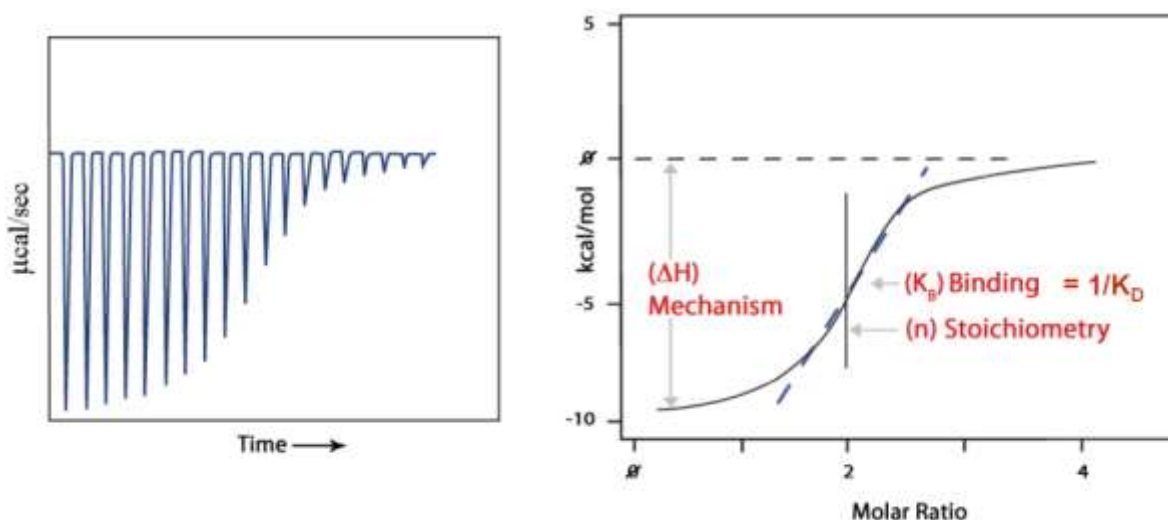 μcal/sec
Time
5
0
-5
-10
kcal/mol
(ΔH)
Mechanism
(K_B) Binding = 1/K_D
(n) Stoichiometry
0
2
4
Molar Ratio